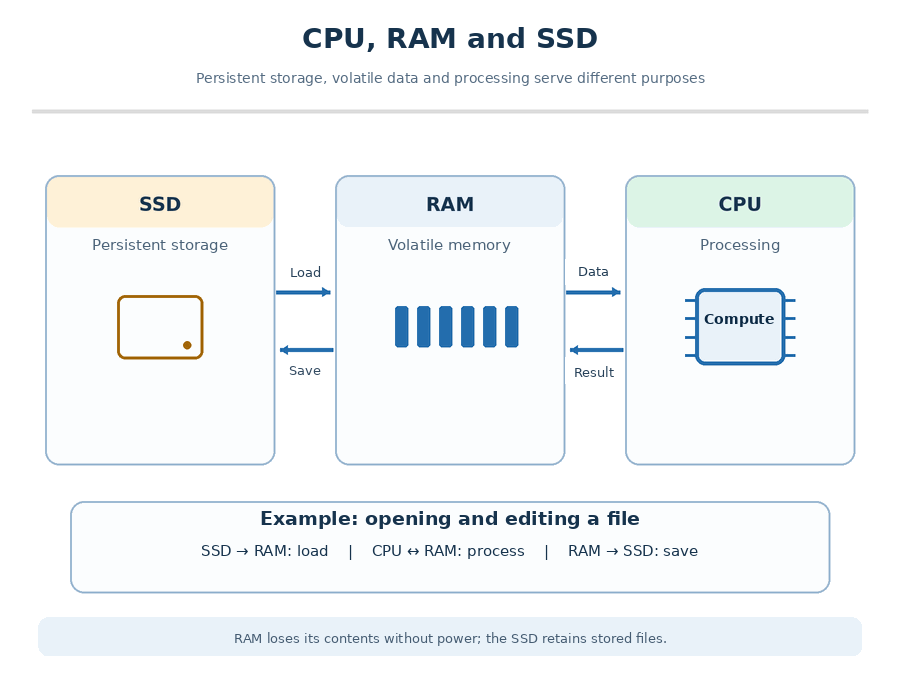 CPU, RAM and SSD
Persistent storage, volatile data and processing serve different purposes
SSD
Persistent storage
Load
Save
RAM
Volatile memory
Data
Result
CPU
Processing
Compute
Example: opening and editing a file
SSD → RAM: load | CPU ↔ RAM: process | RAM → SSD: save
RAM loses its contents without power; the SSD retains stored files.